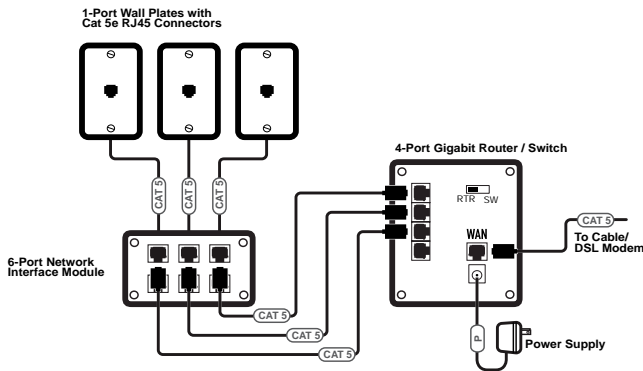 1-Port Wall Plates with
Cat 5e RJ45 Connectors
4-Port Gigabit Router / Switch
CAT 5
CAT 5
CAT 5
RTR SW
CAT 5
WAN
To Cable/
DSL Modem
6-Port Network
Interface Module
CAT 5
CAT 5
CAT 5
P
Power Supply